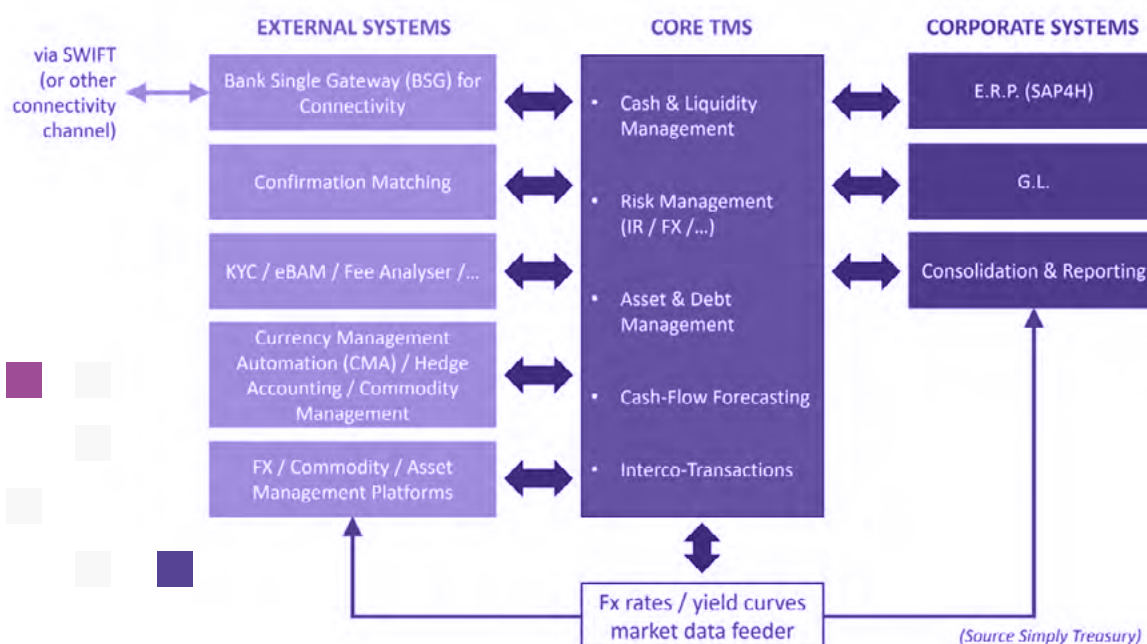 EXTERNAL SYSTEMS
CORE TMS
CORPORATE SYSTEMS
via SWIFT
(or other
connectivity
channel)
Bank Single Gateway (BSG) for
Connectivity
Confirmation Matching
KYC / eBAM / Fee Analyser /...
Currency Management
Automation (CMA) / Hedge
Accounting / Commodity
Management
FX / Commodity / Asset
Management Platforms
• Cash & Liquidity
Management
• Risk Management
(IR / FX /...)
• Asset & Debt
Management
• Cash-Flow Forecasting
• Interco-Transactions
E.R.P. (SAP4H)
G.L.
Consolidation & Reporting
Fx rates / yield curves
market data feeder
(Source Simply Treasury)